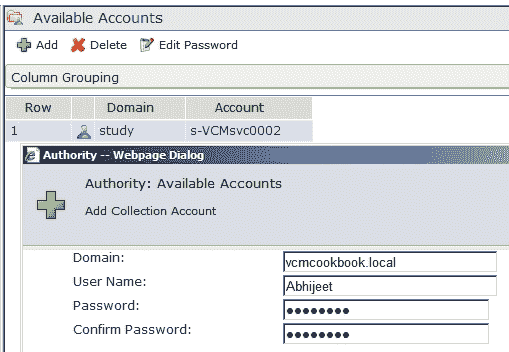 Available Accounts
Add Delete Edit Password
Column Grouping
Row Domain Account
1 study s-VCMsvc0002
Authority -- Webpage Dialog
Authority: Available Accounts
Add Collection Account
Domain: vcmcookbook.local
User Name: Abhijeet
Password: ●●●●●●●●
Confirm Password: ●●●●●●●●